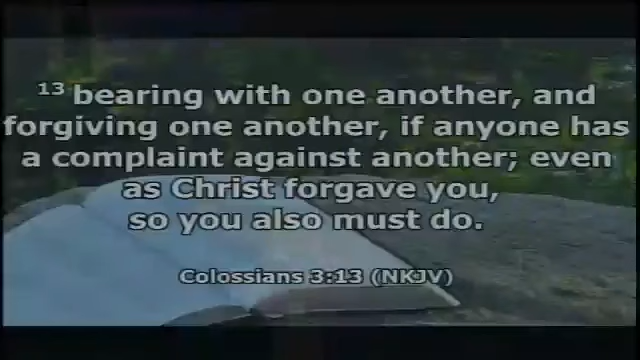 13 bearing with one another, and
forgiving one another, if anyone has
a complaint against another; even
as Christ forgave you,
so you also must do.
Colossians 3:13 (NKJV)